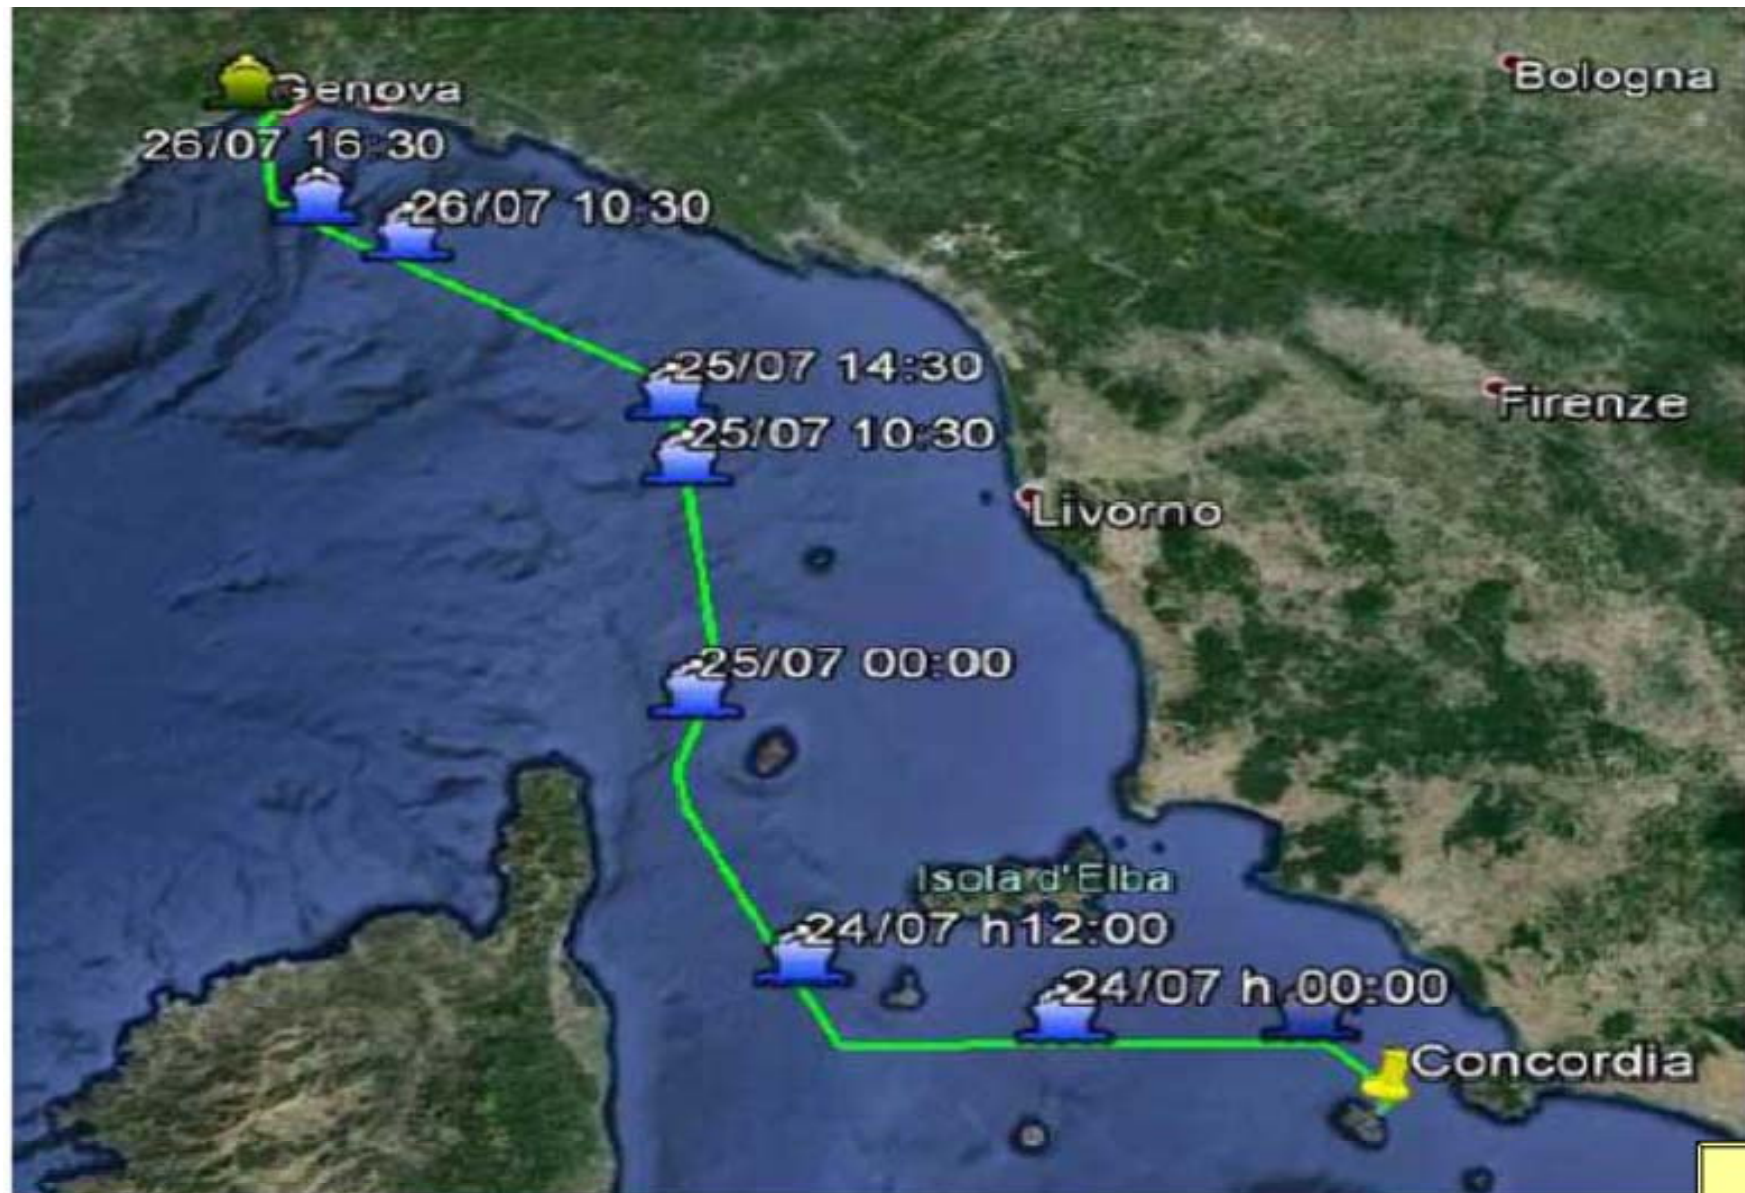 Bologna
Genova
26/07 16:30
26/07 10:30
25/07 14:30
Firenze
25/07 10:30
Livorno
25/07 00:00
Isola d'Elba
24/07 h12:00
24/07 h 00:00
Concordia